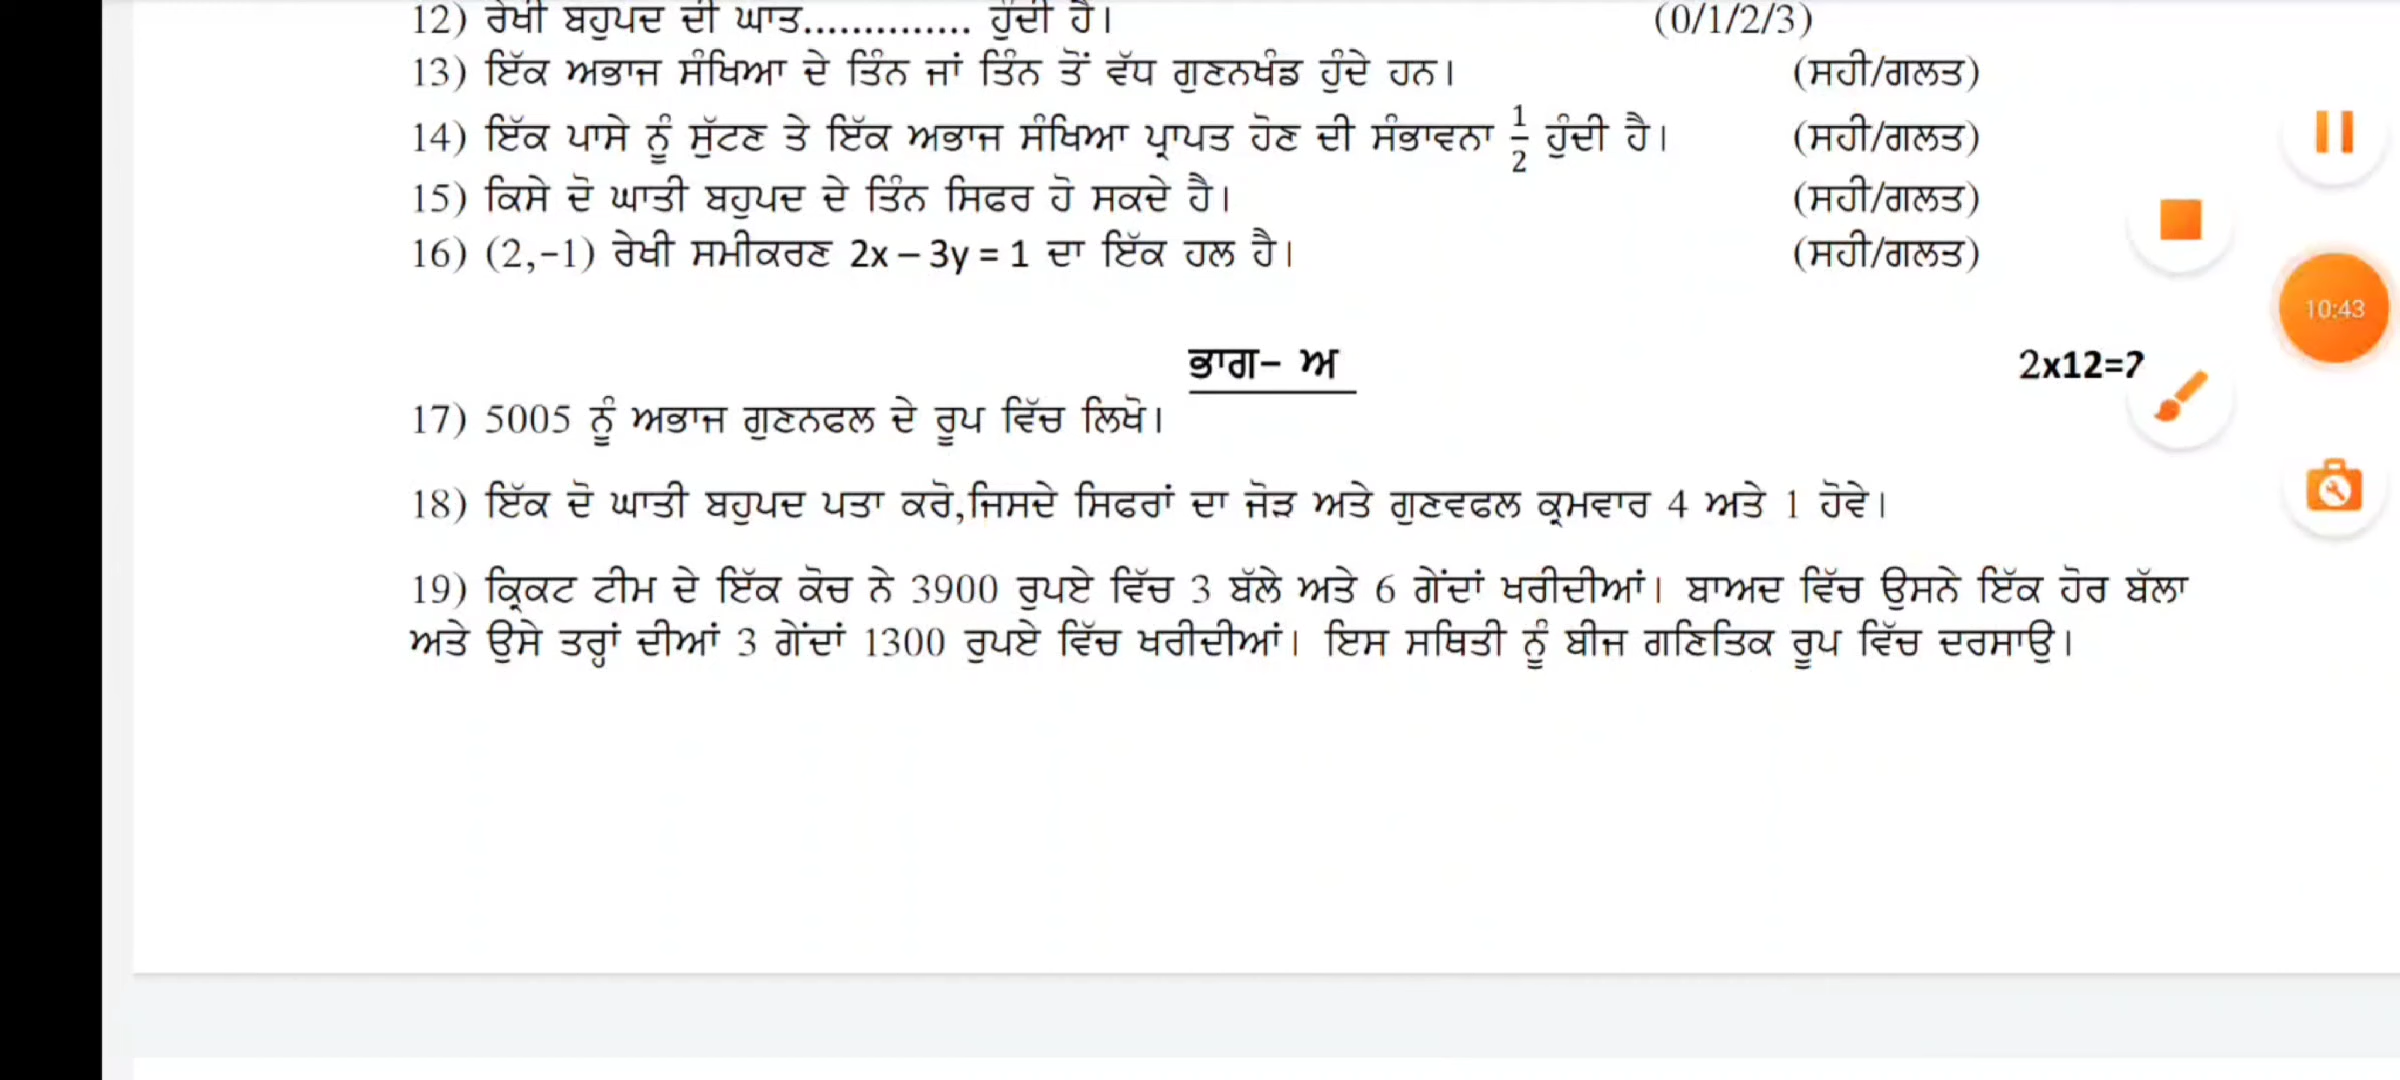 12) ਰੇਖੀ ਬਹੁਪਦ ਦੀ ਘਾਤ.............. ਹੁੰਦੀ ਹੈ। (0/1/2/3)
13) ਇੱਕ ਅਭਾਜ ਸੰਖਿਆ ਦੇ ਤਿੰਨ ਜਾਂ ਤਿੰਨ ਤੋਂ ਵੱਧ ਗੁਣਨਖੰਡ ਹੁੰਦੇ ਹਨ। (ਸਹੀ/ਗਲਤ)
14) ਇੱਕ ਪਾਸੇ ਨੂੰ ਸੁੱਟਣ ਤੇ ਇੱਕ ਅਭਾਜ ਸੰਖਿਆ ਪ੍ਰਾਪਤ ਹੋਣ ਦੀ ਸੰਭਾਵਨਾ 1/2 ਹੁੰਦੀ ਹੈ। (ਸਹੀ/ਗਲਤ)
15) ਕਿਸੇ ਦੋ ਘਾਤੀ ਬਹੁਪਦ ਦੇ ਤਿੰਨ ਸਿਫਰ ਹੋ ਸਕਦੇ ਹੈ। (ਸਹੀ/ਗਲਤ)
16) (2,-1) ਰੇਖੀ ਸਮੀਕਰਣ 2x – 3y = 1 ਦਾ ਇੱਕ ਹਲ ਹੈ। (ਸਹੀ/ਗਲਤ)
10:43
ਭਾਗ- ਅ 2x12=?
17) 5005 ਨੂੰ ਅਭਾਜ ਗੁਣਨਫਲ ਦੇ ਰੂਪ ਵਿੱਚ ਲਿਖੋ।
18) ਇੱਕ ਦੋ ਘਾਤੀ ਬਹੁਪਦ ਪਤਾ ਕਰੋ,ਜਿਸਦੇ ਸਿਫਰਾਂ ਦਾ ਜੋੜ ਅਤੇ ਗੁਣਵਫਲ ਕ੍ਰਮਵਾਰ 4 ਅਤੇ 1 ਹੋਵੇ।
19) ਕ੍ਰਿਕਟ ਟੀਮ ਦੇ ਇੱਕ ਕੋਚ ਨੇ 3900 ਰੁਪਏ ਵਿੱਚ 3 ਬੱਲੇ ਅਤੇ 6 ਗੇਂਦਾਂ ਖਰੀਦੀਆਂ। ਬਾਅਦ ਵਿੱਚ ਉਸਨੇ ਇੱਕ ਹੋਰ ਬੱਲਾ
ਅਤੇ ਉਸੇ ਤਰ੍ਹਾਂ ਦੀਆਂ 3 ਗੇਂਦਾਂ 1300 ਰੁਪਏ ਵਿੱਚ ਖਰੀਦੀਆਂ। ਇਸ ਸਥਿਤੀ ਨੂੰ ਬੀਜ ਗਣਿਤਿਕ ਰੂਪ ਵਿੱਚ ਦਰਸਾਉ।